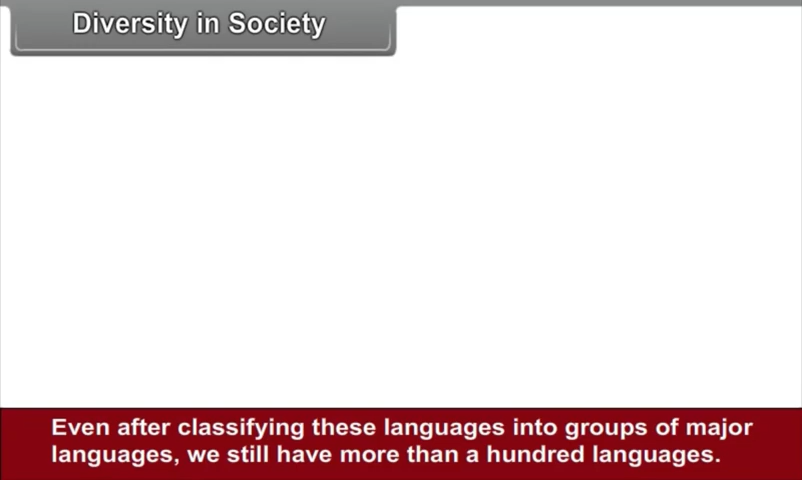 Diversity in Society
Even after classifying these languages into groups of major
languages, we still have more than a hundred languages.